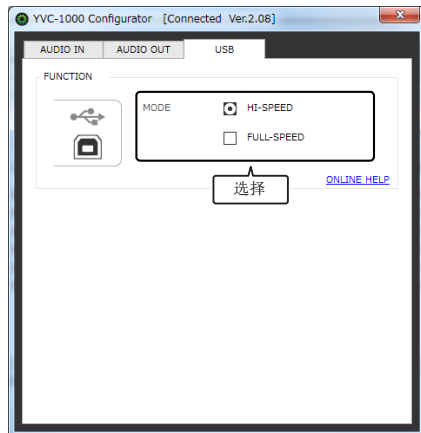 YVC-1000 Configurator [Connected Ver.2.08]
x
AUDIO IN AUDIO OUT USB
FUNCTION
MODE HI-SPEED
FULL-SPEED
选择
ONLINE HELP